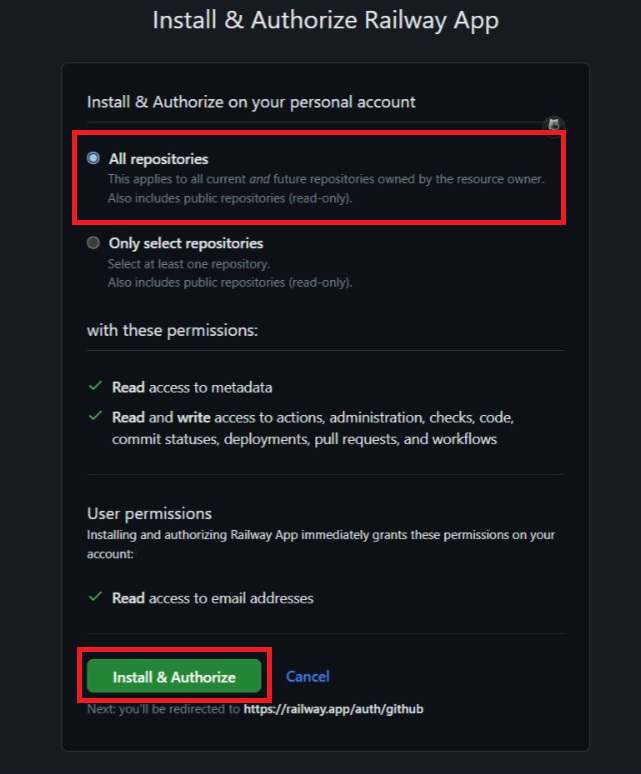 Install & Authorize Railway App
Install & Authorize on your personal account
All repositories
This applies to all current and future repositories owned by the resource owner.
Also includes public repositories (read-only).
Only select repositories
Select at least one repository.
Also includes public repositories (read-only).
with these permissions:
Read access to metadata
Read and write access to actions, administration, checks, code,
commit statuses, deployments, pull requests, and workflows
User permissions
Installing and authorizing Railway App immediately grants these permissions on your
account:
Read access to email addresses
Install & Authorize
Cancel
Next: you'll be redirected to https://railway.app/auth/github